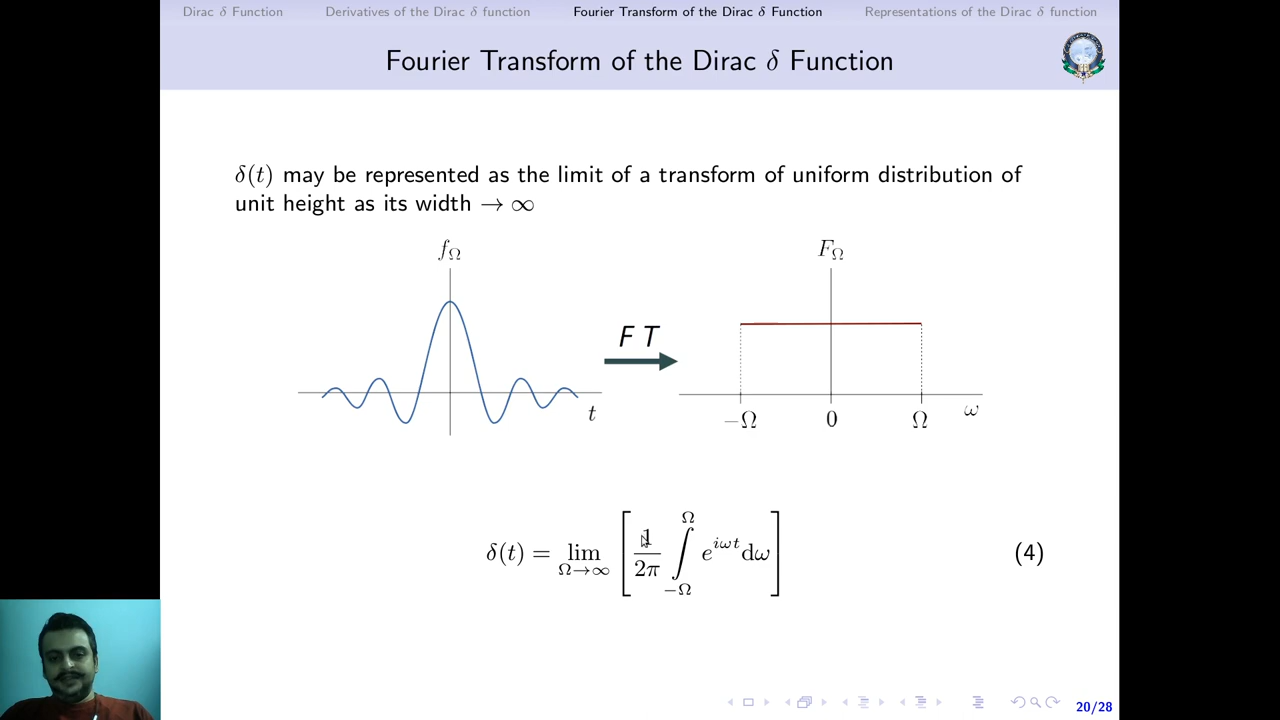 Dirac δ Function Derivatives of the Dirac δ function Fourier Transform of the Dirac δ Function Representations of the Dirac δ function
Fourier Transform of the Dirac δ Function
δ(t) may be represented as the limit of a transform of uniform distribution of
unit height as its width → ∞
f_Ω F_Ω
F T
t ω
−Ω 0 Ω
δ(t) = lim_{Ω→∞} [ 1/2π ∫_{−Ω}^{Ω} e^{iωt} dω ] (4)
20/28